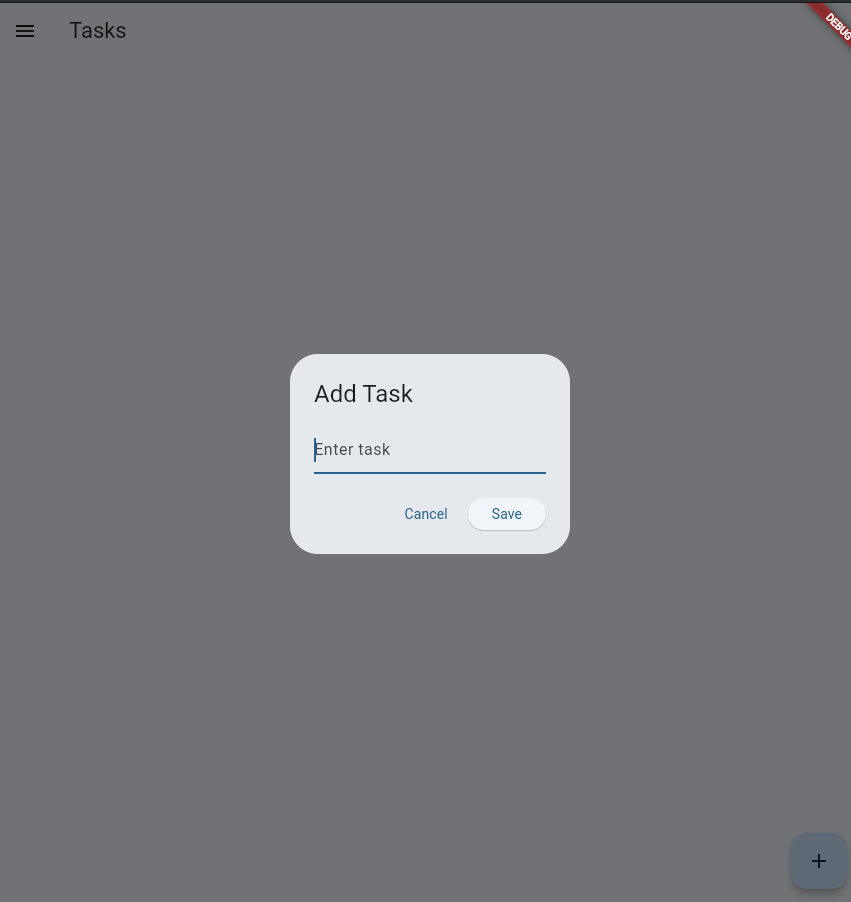 Tasks
DEBUG
Add Task
Enter task
Cancel
Save